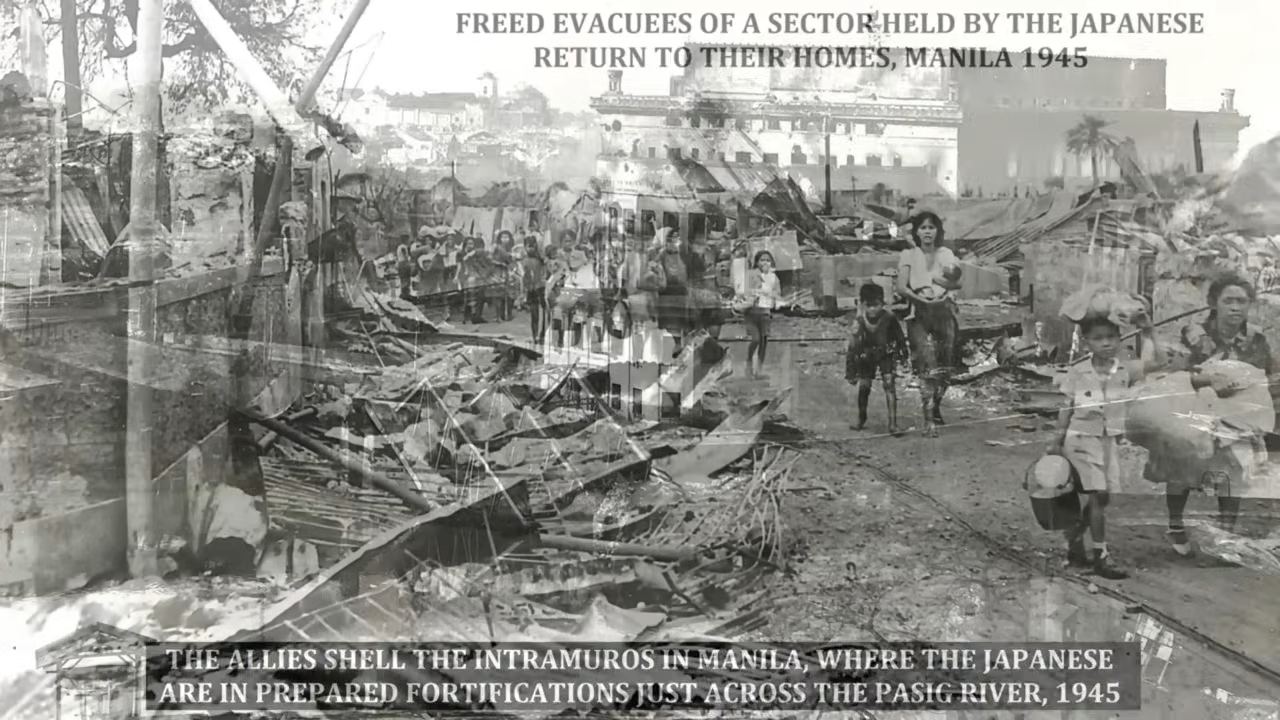 FREED EVACUEES OF A SECTOR HELD BY THE JAPANESE
RETURN TO THEIR HOMES, MANILA 1945
THE ALLIES SHELL THE INTRAMUROS IN MANILA, WHERE THE JAPANESE
ARE IN PREPARED FORTIFICATIONS JUST ACROSS THE PASIG RIVER, 1945